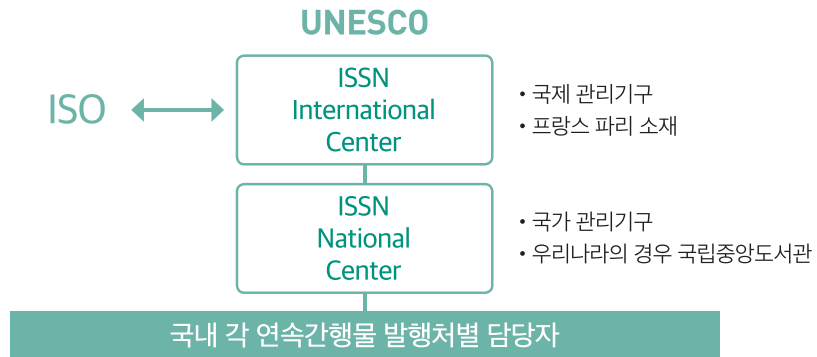 UNESCO
ISO
ISSN
International
Center
• 국제 관리기구
• 프랑스 파리 소재
ISSN
National
Center
• 국가 관리기구
• 우리나라의 경우 국립중앙도서관
국내 각 연속간행물 발행처별 담당자